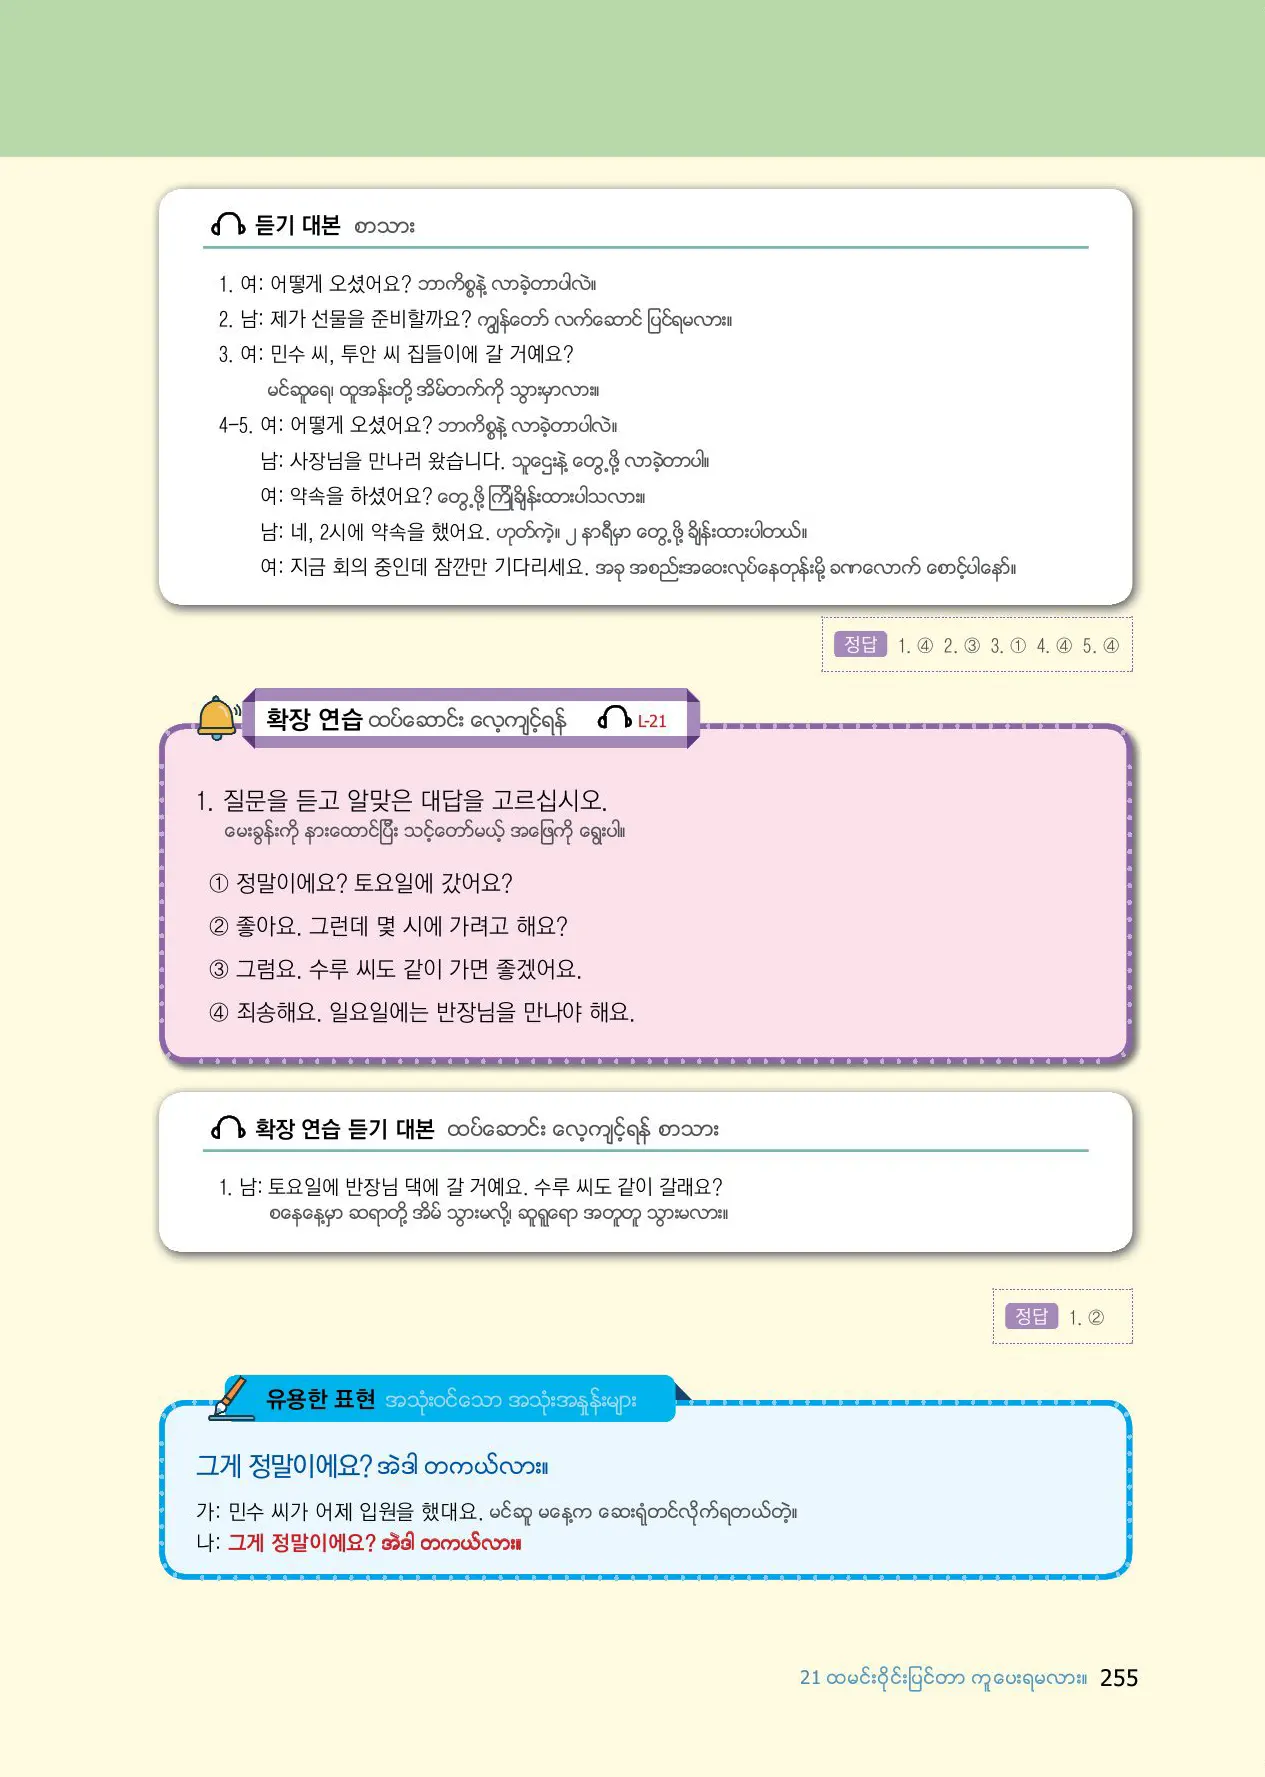 듣기 대본 စာသား
1. 여: 어떻게 오셨어요? ဘာကိစ္စနဲ့ လာခဲ့တာပါလဲ။
2. 남: 제가 선물을 준비할까요? ကျွန်တော် လက်ဆောင် ပြင်ရမလား။
3. 여: 민수 씨, 투안 씨 집들이에 갈 거예요?
မင်ဆူရေ၊ ထူအန်းတို့ အိမ်တက်ကို သွားမှာလား။
4-5. 여: 어떻게 오셨어요? ဘာကိစ္စနဲ့ လာခဲ့တာပါလဲ။
남: 사장님을 만나러 왔습니다. သူဌေးနဲ့ တွေ့ဖို့ လာခဲ့တာပါ။
여: 약속을 하셨어요? တွေ့ဖို့ ကြိုချိန်းထားပါသလား။
남: 네, 2시에 약속을 했어요. ဟုတ်ကဲ့။ ၂ နာရီမှာ တွေ့ဖို့ ချိန်းထားပါတယ်။
여: 지금 회의 중인데 잠깐만 기다리세요. အခု အစည်းအဝေးလုပ်နေတုန်းမို့ ခဏလောက် စောင့်ပါနော်။
정답 1. ④ 2. ③ 3. ① 4. ④ 5. ④
확장 연습 ထပ်ဆောင်း လေ့ကျင့်ရန် L-21
1. 질문을 듣고 알맞은 대답을 고르십시오.
မေးခွန်းကို နားထောင်ပြီး သင့်တော်မယ့် အဖြေကို ရွေးပါ။
① 정말이에요? 토요일에 갔어요?
② 좋아요. 그런데 몇 시에 가려고 해요?
③ 그럼요. 수루 씨도 같이 가면 좋겠어요.
④ 죄송해요. 일요일에는 반장님을 만나야 해요.
확장 연습 듣기 대본 ထပ်ဆောင်း လေ့ကျင့်ရန် စာသား
1. 남: 토요일에 반장님 댁에 갈 거예요. 수루 씨도 같이 갈래요?
စနေနေ့မှာ ဆရာတို့ အိမ် သွားမလို့၊ ဆူရူရော အတူတူ သွားမလား။
정답 1. ②
유용한 표현 အသုံးဝင်သော အသုံးအနှုန်းများ
그게 정말이에요? အဲဒါ တကယ်လား။
가: 민수 씨가 어제 입원을 했대요. မင်ဆူ မနေ့က ဆေးရုံတင်လိုက်ရတယ်တဲ့။
나: 그게 정말이에요? အဲဒါ တကယ်လား။
21 ထမင်းဝိုင်းပြင်တာ ကူပေးရမလား။ 255